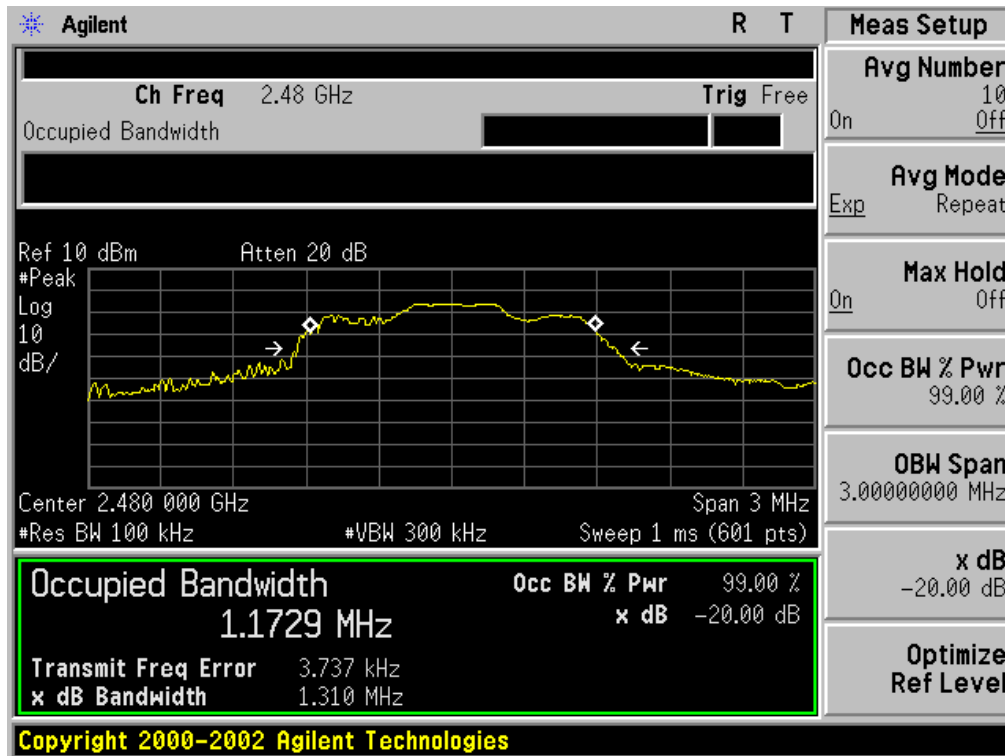 Agilent R T
Ch Freq 2.48 GHz Trig Free
Occupied Bandwidth
Ref 10 dBm Atten 20 dB
#Peak
Log
10
dB/
Center 2.480 000 GHz Span 3 MHz
#Res BW 100 kHz #VBW 300 kHz Sweep 1 ms (601 pts)
Occupied Bandwidth Occ BW % Pwr 99.00 %
1.1729 MHz x dB -20.00 dB
Transmit Freq Error 3.737 kHz
x dB Bandwidth 1.310 MHz
Copyright 2000-2002 Agilent Technologies
Meas Setup
Avg Number
10
On Off
Avg Mode
Exp Repeat
Max Hold
On Off
Occ BW % Pwr
99.00 %
OBW Span
3.00000000 MHz
x dB
-20.00 dB
Optimize
Ref Level